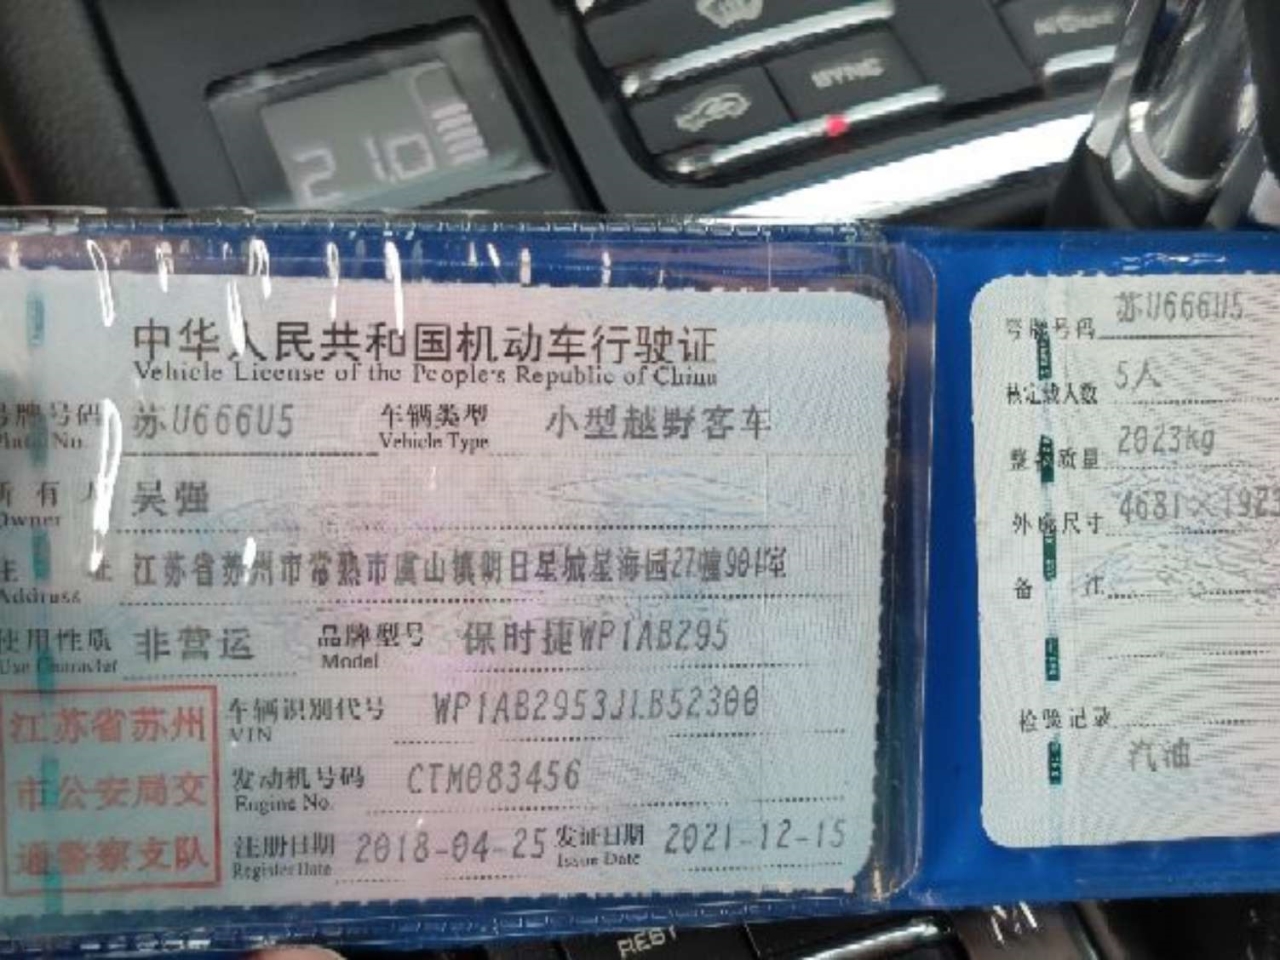 21.0
SYNC
中华人民共和国机动车行驶证
Vehicle License of the People's Republic of China
号牌号码 苏U666U5 车辆类型 小型越野客车
Plate No. Vehicle Type
所有人 吴强
Owner
住 址 江苏省苏州市常熟市虞山镇明日星城星海园27幢901室
Address
使用性质 非营运 品牌型号 保时捷WP1AB295
Use Character Model
江苏省苏州
市公安局交
通警察支队
车辆识别代号 WP1AB2953JLB52300
VIN
发动机号码 CTM083456
Engine No.
注册日期 2018-04-25 发证日期 2021-12-15
Register Date Issue Date
号牌号码 苏U666U5
核定载人数 5人
整备质量 2023kg
外廓尺寸 4681×192
备 注
检验记录
汽油
REST